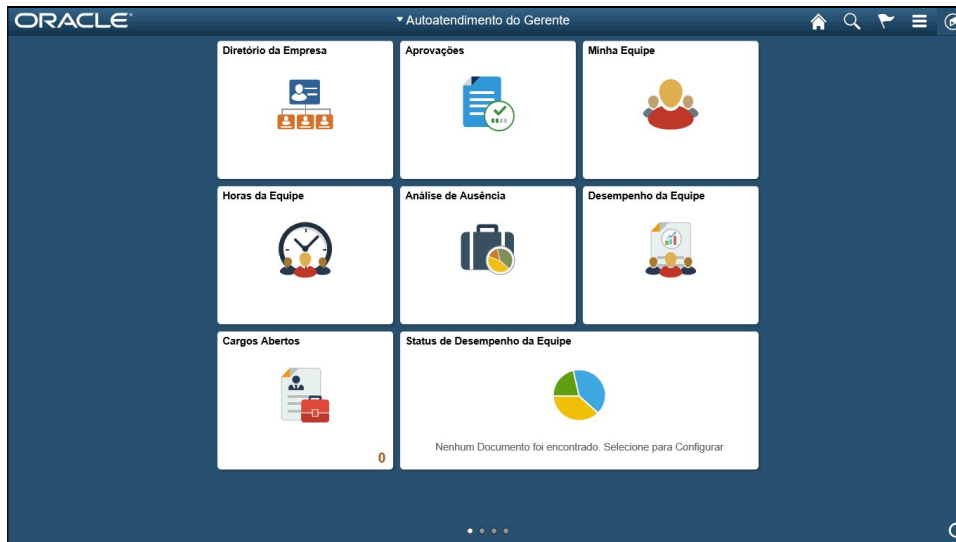 ORACLE
Autoatendimento do Gerente
Diretório da Empresa
Aprovações
Minha Equipe
Horas da Equipe
Análise de Ausência
Desempenho da Equipe
Cargos Abertos
0
Status de Desempenho da Equipe
Nenhum Documento foi encontrado. Selecione para Configurar